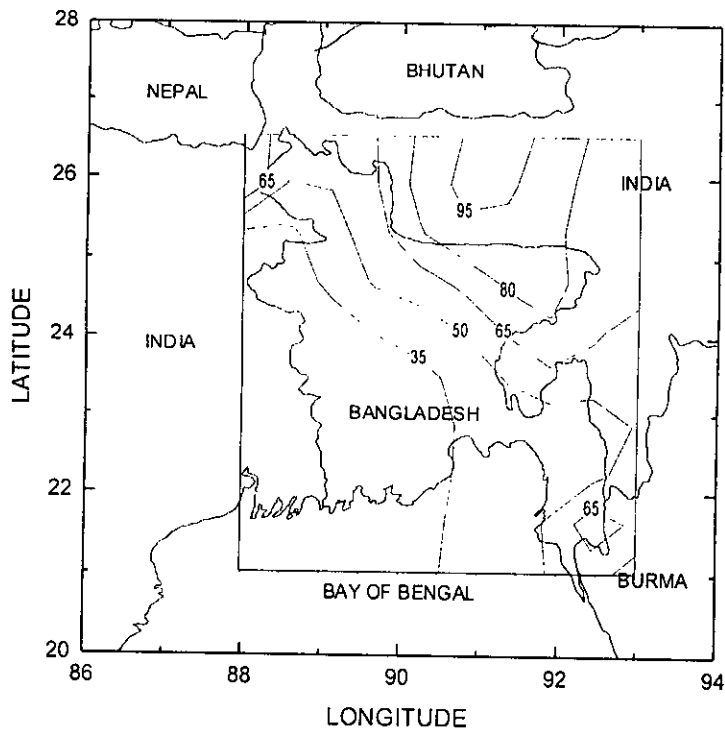 28
BHUTAN
NEPAL
26
65
INDIA
95
80
24
50
65
INDIA
35
LATITUDE
BANGLADESH
22
65
BURMA
BAY OF BENGAL
20
86
88
90
92
94
LONGITUDE